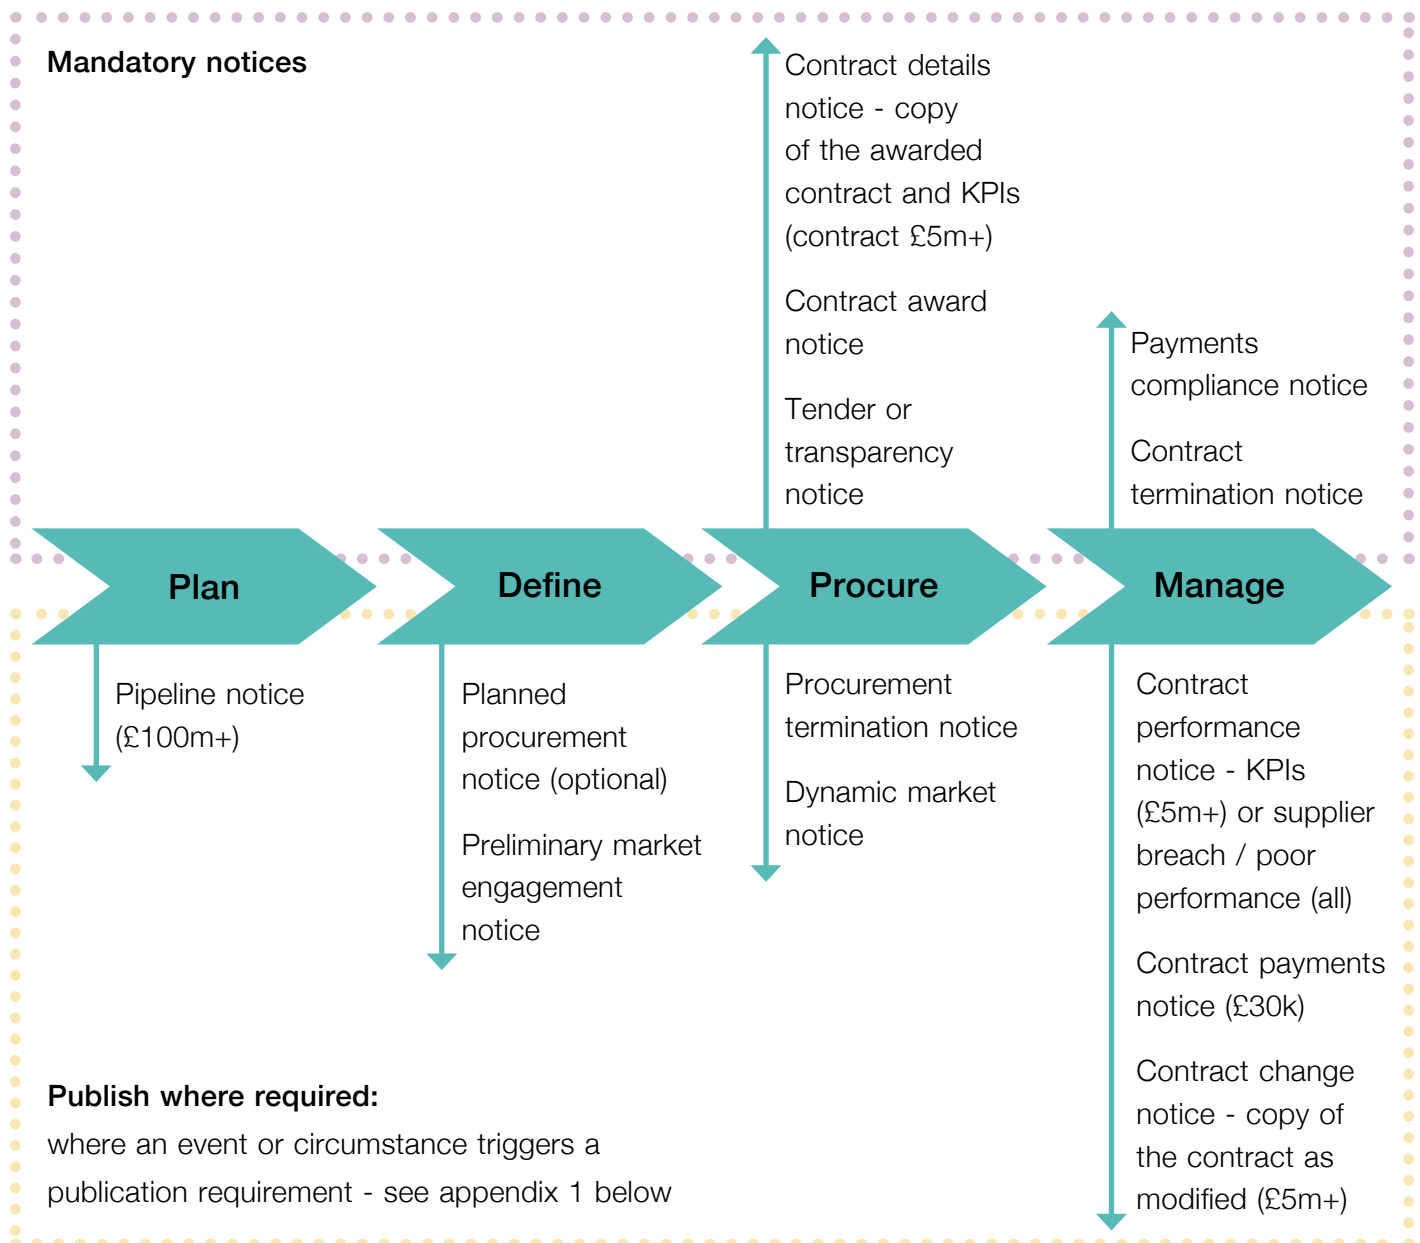 Mandatory notices
Contract details
notice - copy
of the awarded
contract and KPIs
(contract £5m+)
Contract award
notice
Tender or
transparency
notice
Payments
compliance notice
Contract
termination notice
Plan
Define
Procure
Manage
Pipeline notice
(£100m+)
Planned
procurement
notice (optional)
Preliminary market
engagement
notice
Procurement
termination notice
Dynamic market
notice
Contract
performance
notice - KPIs
(£5m+) or supplier
breach / poor
performance (all)
Contract payments
notice (£30k)
Contract change
notice - copy of
the contract as
modified (£5m+)
Publish where required:
where an event or circumstance triggers a
publication requirement - see appendix 1 below